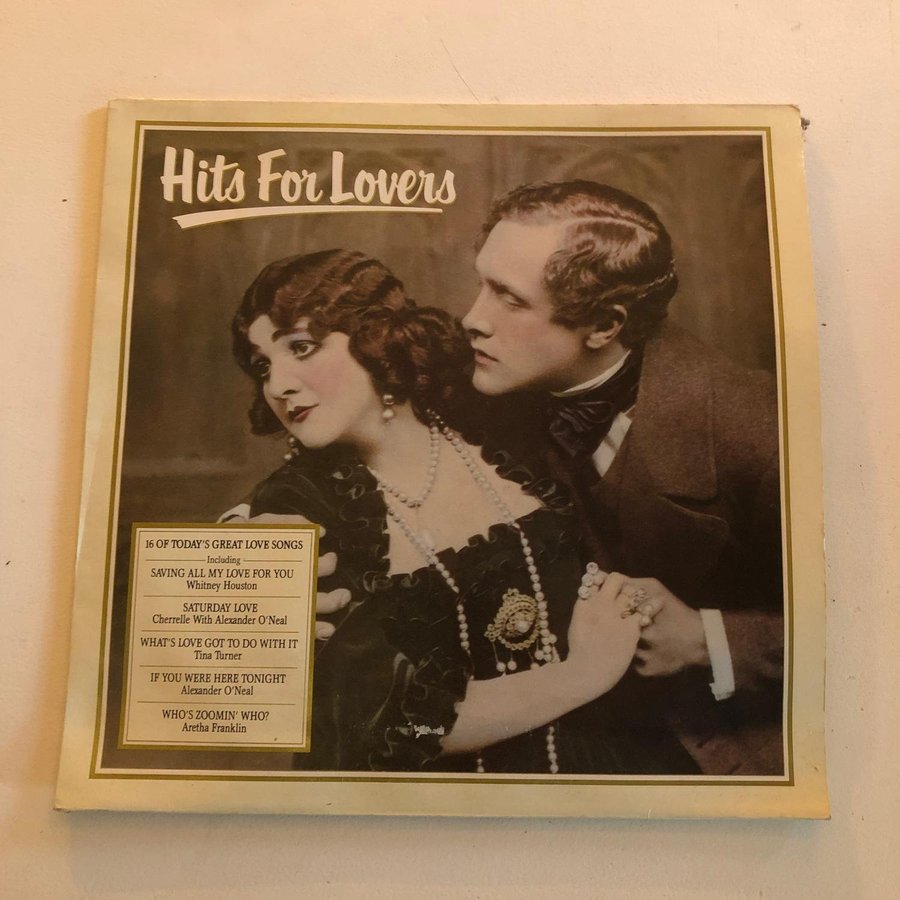 Hits For Lovers
16 OF TODAY'S GREAT LOVE SONGS
Including
SAVING ALL MY LOVE FOR YOU
Whitney Houston
SATURDAY LOVE
Cherrelle With Alexander O'Neal
WHAT'S LOVE GOT TO DO WITH IT
Tina Turner
IF YOU WERE HERE TONIGHT
Alexander O'Neal
WHO'S ZOOMIN' WHO?
Aretha Franklin